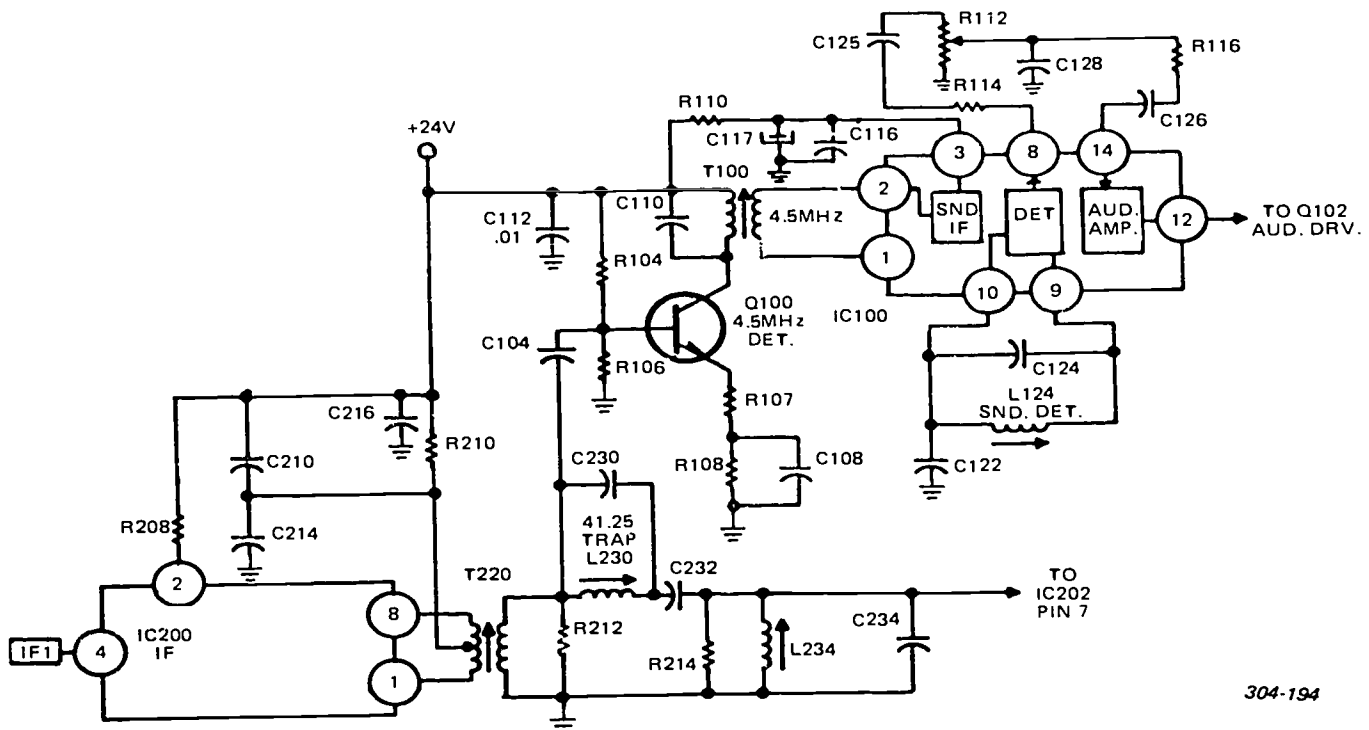 R112
C125
R116
C128
R114
R110
C126
+24V
C117
C116
3
8
14
T100
2
SND
IF
DET
AUD.
AMP.
12
TO Q102
AUD. DRV.
C112
.01
C110
4.5MHz
1
R104
10
9
Q100
4.5MHz
DET.
IC100
C104
R106
C124
L124
SND. DET.
R107
C216
R210
C122
C210
C230
R108
C108
R208
C214
41.25
TRAP
L230
2
T220
C232
TO
IC202
PIN 7
8
IC200
IF
R212
C234
IF1
4
R214
L234
1
304-194